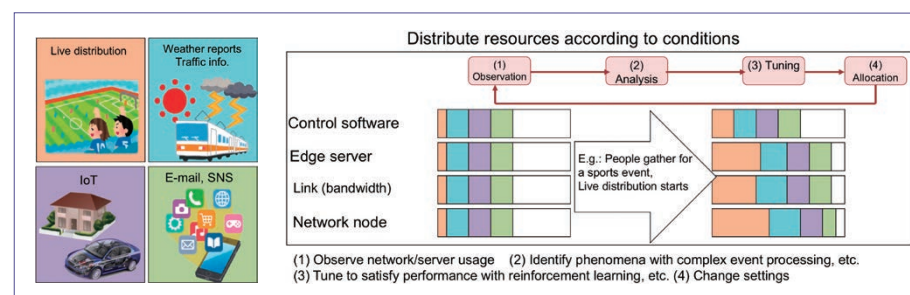 Live distribution
Weather reports
Traffic info.
IoT
E-mail, SNS
Distribute resources according to conditions
(1)
Observation
(2)
Analysis
(3) Tuning
(4)
Allocation
Control software
Edge server
Link (bandwidth)
Network node
E.g.: People gather for
a sports event,
Live distribution starts
(1) Observe network/server usage (2) Identify phenomena with complex event processing, etc.
(3) Tune to satisfy performance with reinforcement learning, etc. (4) Change settings